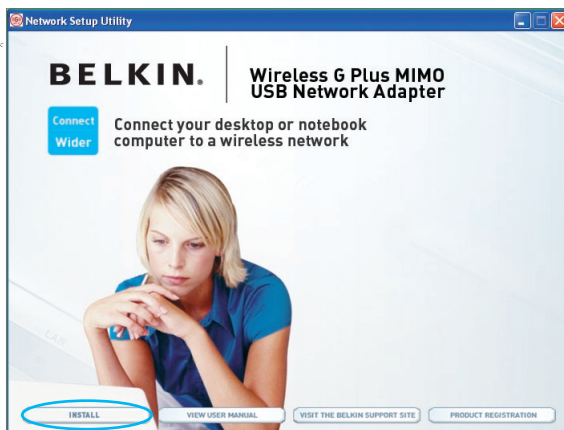 Network Setup Utility
BELKIN.
Wireless G Plus MIMO
USB Network Adapter
Connect
Wider
Connect your desktop or notebook
computer to a wireless network
INSTALL
VIEW USER MANUAL
VISIT THE BELKIN SUPPORT SITE
PRODUCT REGISTRATION